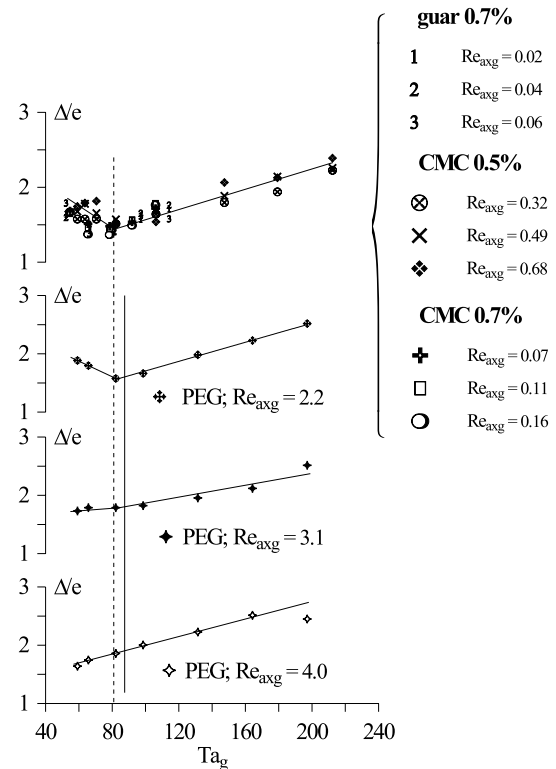 guar 0.7%
1 Re_axg = 0.02
2 Re_axg = 0.04
3 Re_axg = 0.06
CMC 0.5%
Re_axg = 0.32
Re_axg = 0.49
Re_axg = 0.68
CMC 0.7%
Re_axg = 0.07
Re_axg = 0.11
Re_axg = 0.16
3 Δ/e
2
1
3 Δ/e
2
1
PEG; Re_axg = 2.2
3 Δ/e
2
1
PEG; Re_axg = 3.1
3 Δ/e
2
1
PEG; Re_axg = 4.0
40 80 120 160 200 240
Ta_g